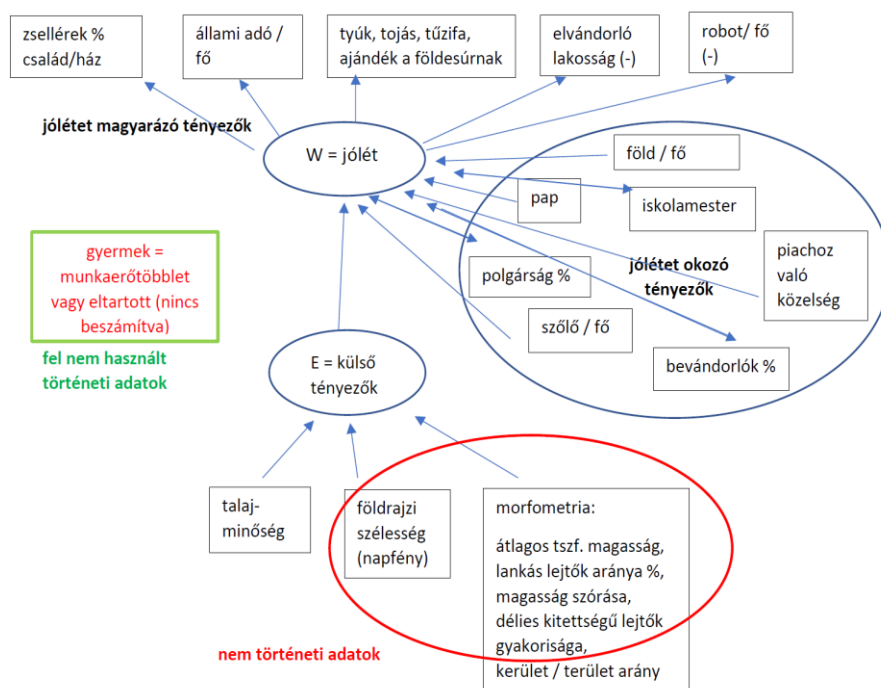 zsellérek %
család/ház
állami adó /
fő
tyúk, tojás, tűzifa,
ajándék a földesúrnak
elvándorló
lakosság (-)
robot/ fő
(-)
jólétet magyarázó tényezők
W = jólét
föld / fő
pap
iskolamester
gyermek =
munkaerőtöbblet
vagy eltartott (nincs
beszámítva)
polgárság %
jólétet okozó
tényezők
piachoz
való
közelség
szőlő / fő
bevándorlók %
fel nem használt
történeti adatok
E = külső
tényezők
talaj-
minőség
földrajzi
szélesség
(napfény)
morfometria:
átlagos tszf. magasság,
lankás lejtők aránya %,
magasság szórása,
délies kitettségű lejtők
gyakorisága,
kerület / terület arány
nem történeti adatok